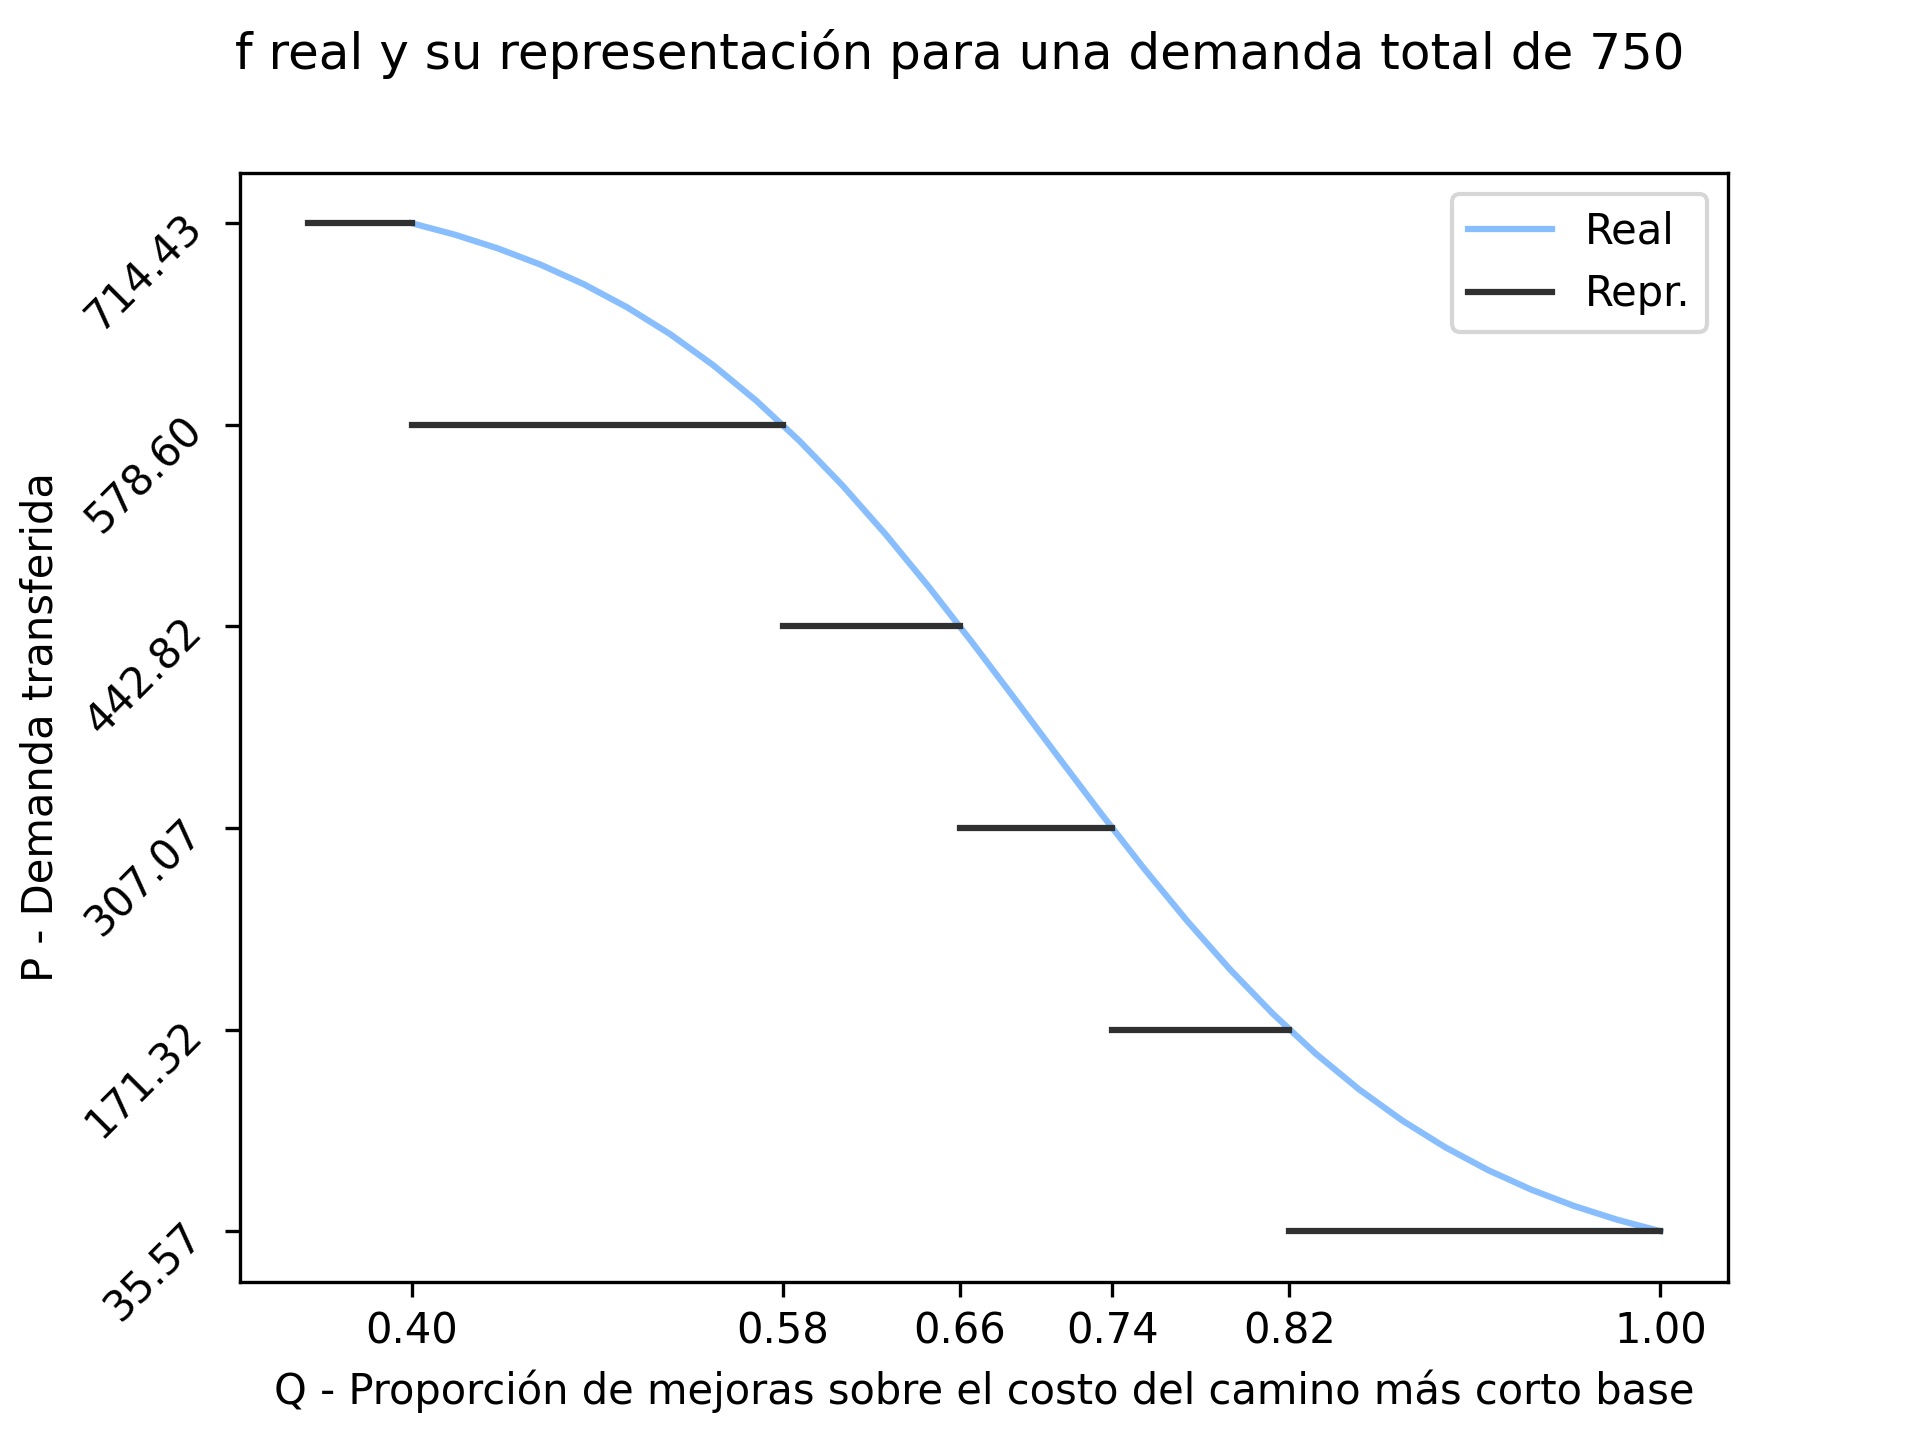 f real y su representación para una demanda total de 750
Real
Repr.
P - Demanda transferida
714.43
578.60
442.82
307.07
171.32
35.57
0.40 0.58 0.66 0.74 0.82 1.00
Q - Proporción de mejoras sobre el costo del camino más corto base